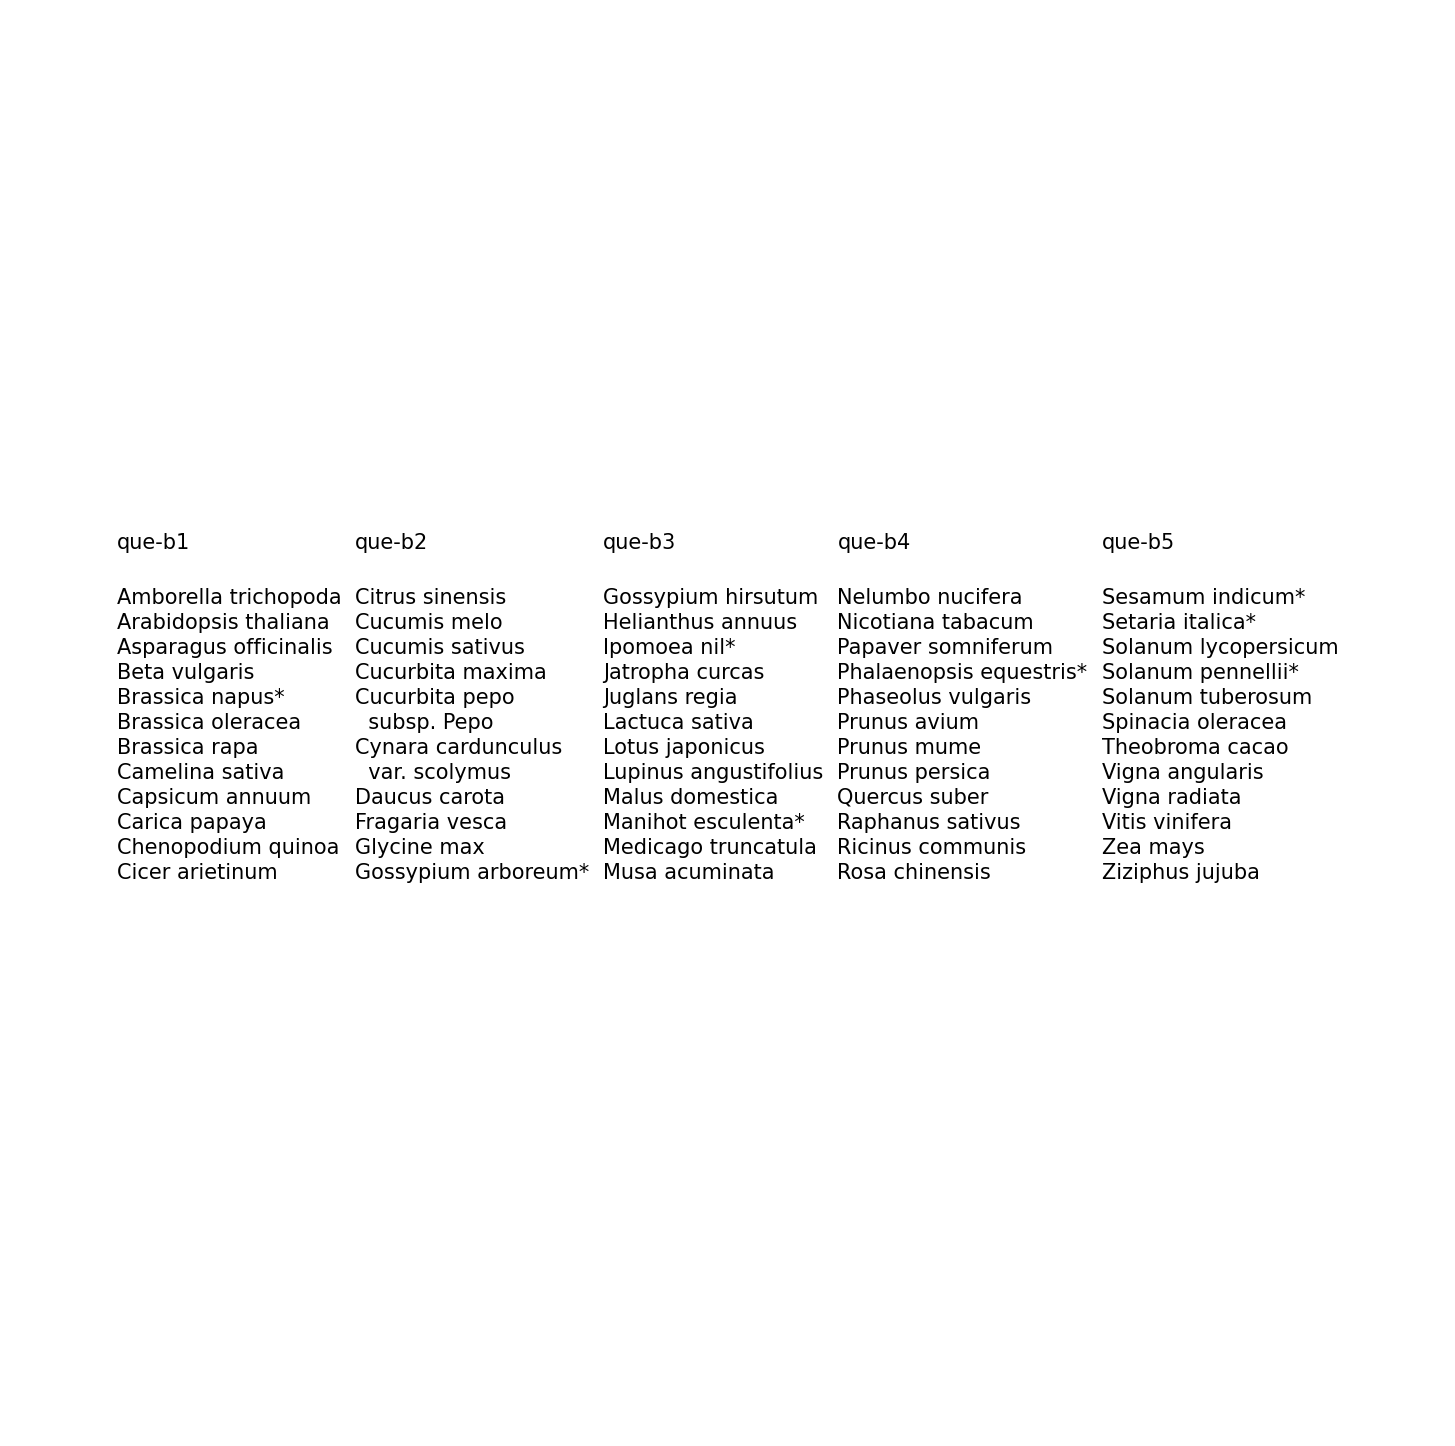 que-b1
Amborella trichopoda
Arabidopsis thaliana
Asparagus officinalis
Beta vulgaris
Brassica napus*
Brassica oleracea
Brassica rapa
Camelina sativa
Capsicum annuum
Carica papaya
Chenopodium quinoa
Cicer arietinum
que-b2
Citrus sinensis
Cucumis melo
Cucumis sativus
Cucurbita maxima
Cucurbita pepo
subsp. Pepo
Cynara cardunculus
var. scolymus
Daucus carota
Fragaria vesca
Glycine max
Gossypium arboreum*
que-b3
Gossypium hirsutum
Helianthus annuus
Ipomoea nil*
Jatropha curcas
Juglans regia
Lactuca sativa
Lotus japonicus
Lupinus angustifolius
Malus domestica
Manihot esculenta*
Medicago truncatula
Musa acuminata
que-b4
Nelumbo nucifera
Nicotiana tabacum
Papaver somniferum
Phalaenopsis equestris*
Phaseolus vulgaris
Prunus avium
Prunus mume
Prunus persica
Quercus suber
Raphanus sativus
Ricinus communis
Rosa chinensis
que-b5
Sesamum indicum*
Setaria italica*
Solanum lycopersicum
Solanum pennellii*
Solanum tuberosum
Spinacia oleracea
Theobroma cacao
Vigna angularis
Vigna radiata
Vitis vinifera
Zea mays
Ziziphus jujuba